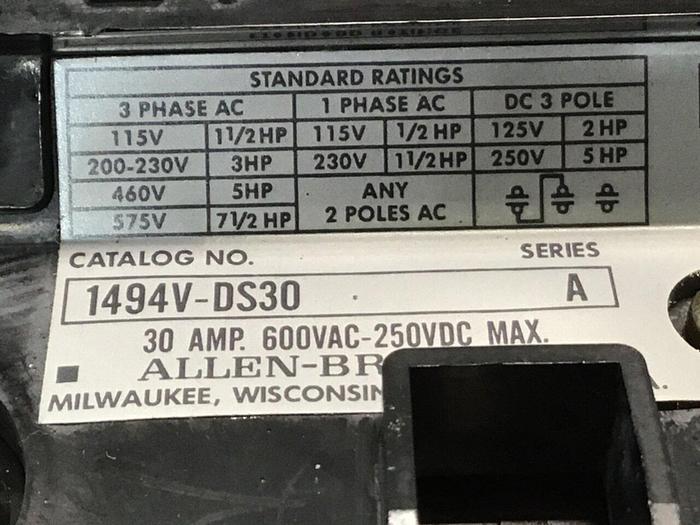 STANDARD RATINGS
3 PHASE AC 1 PHASE AC DC 3 POLE
115V 1 1/2 HP 115V 1/2 HP 125V 2 HP
200-230V 3HP 230V 1 1/2 HP 250V 5 HP
460V 5HP ANY
575V 7 1/2 HP 2 POLES AC
CATALOG NO. SERIES
1494V-DS30 A
30 AMP. 600VAC-250VDC MAX.
ALLEN-BR
MILWAUKEE, WISCONSIN